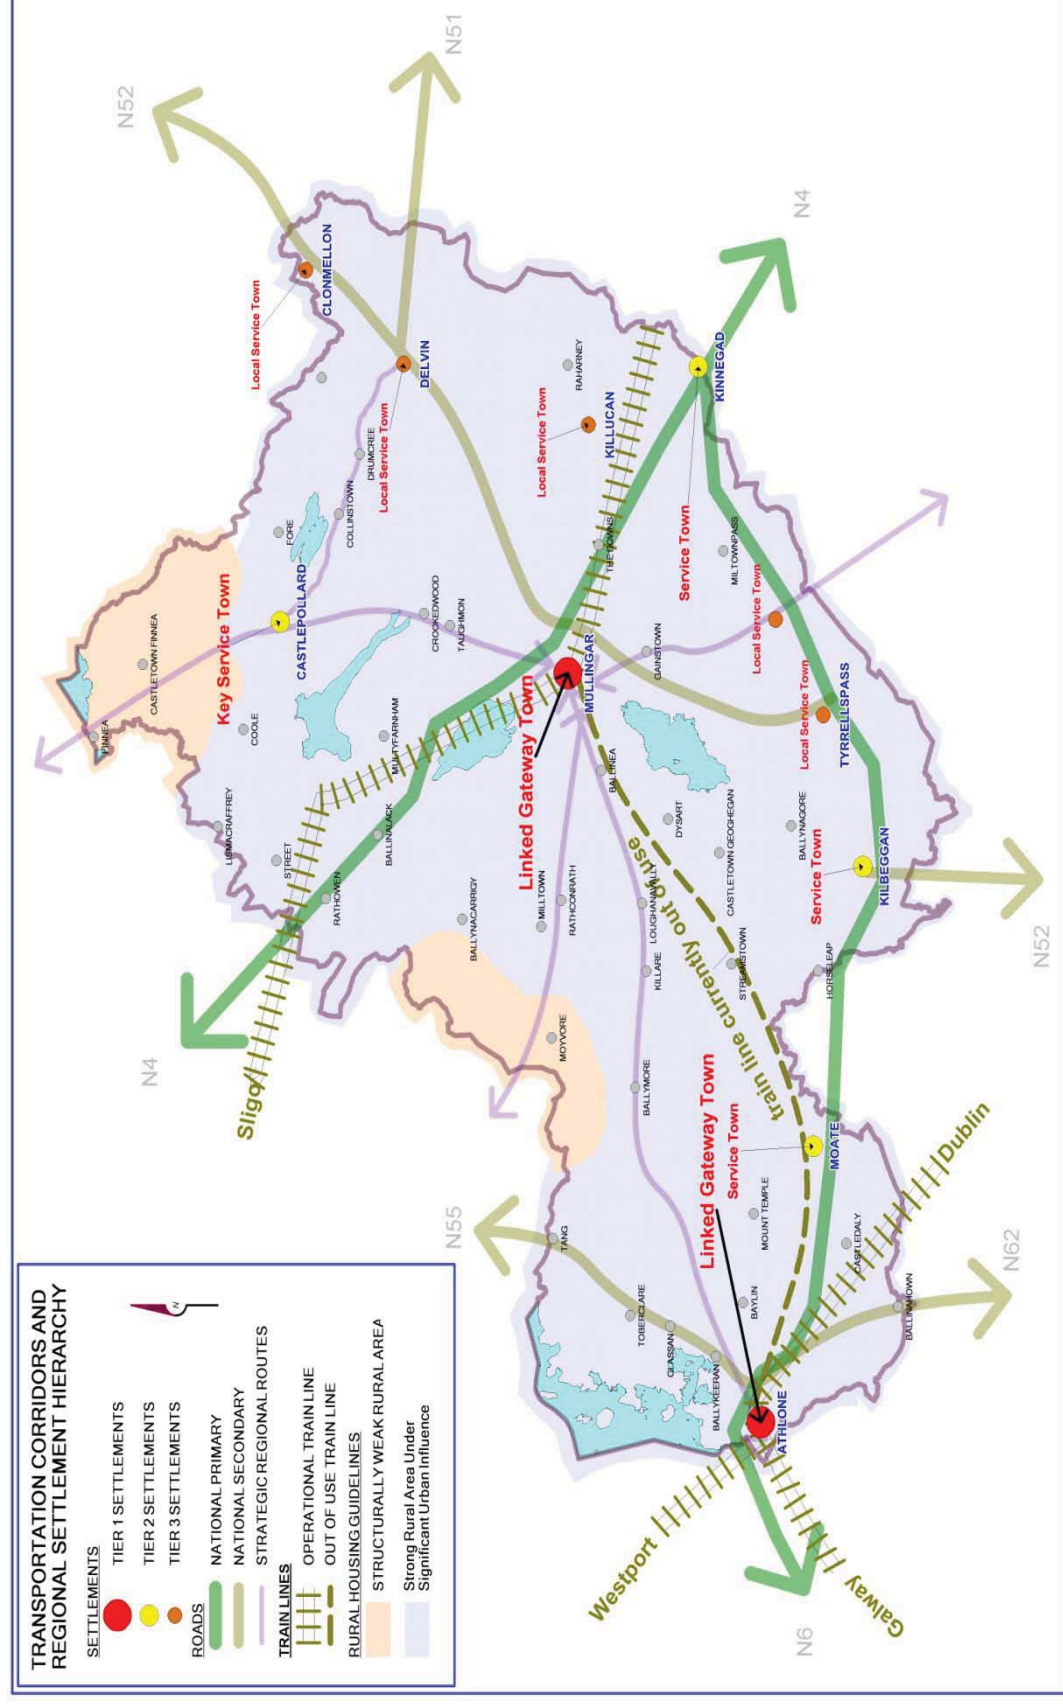 TRANSPORTATION CORRIDORS AND
REGIONAL SETTLEMENT HIERARCHY
N
SETTLEMENTS
TIER 1 SETTLEMENTS
TIER 2 SETTLEMENTS
TIER 3 SETTLEMENTS
ROADS
NATIONAL PRIMARY
NATIONAL SECONDARY
STRATEGIC REGIONAL ROUTES
TRAIN LINES
OPERATIONAL TRAIN LINE
OUT OF USE TRAIN LINE
RURAL HOUSING GUIDELINES
STRUCTURALLY WEAK RURAL AREA
Strong Rural Area Under
Significant Urban Influence
N4
Sligo
N55
N52
N51
N4
N52
N62
N6
Westport
Galway
Dublin
FINNEA
CASTLETOWN FINNEA
Key Service Town
CASTLEPOLLARD
COOLE
LISMACRAFFREY
STREET
RATHOWEN
BALLINALACK
MULTYFARNHAM
FORE
COLLINSTOWN
DRUMCREE
Local Service Town
CLONMELLON
Local Service Town
DELVIN
CROOKEDWOOD
TAUGHMON
BALLYNACARRIGY
MILLTOWN
RATHCONRATH
MOYVORE
Linked Gateway Town
MULLINGAR
Local Service Town
KILLUCAN
RAHARNEY
THE DOWNS
KINNEGAD
Service Town
MILTOWNPASS
Local Service Town
GAINSTOWN
Local Service Town
TYRRELLSPASS
BALLINEA
DYSART
LOUGHANAVALLY
KILLARE
BALLYMORE
CASTLETOWN GEOGHEGAN
BALLYNAGORE
Service Town
KILBEGGAN
STREAMSTOWN
HORSELEAP
train line currently out of use
Linked Gateway Town
Service Town
MOATE
MOUNT TEMPLE
CASTLEDALY
BALLINAHOWN
TANG
TOBERCLARE
GLASSAN
BAYLIN
BALLYKEERAN
ATHLONE